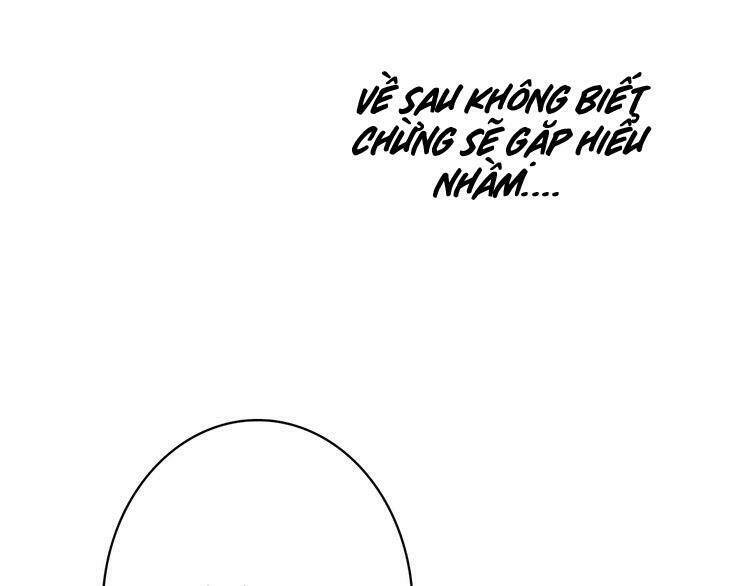 VỀ SAU KHÔNG BIẾT
CHỪNG SẼ GẶP HIỂU
NHẦM....